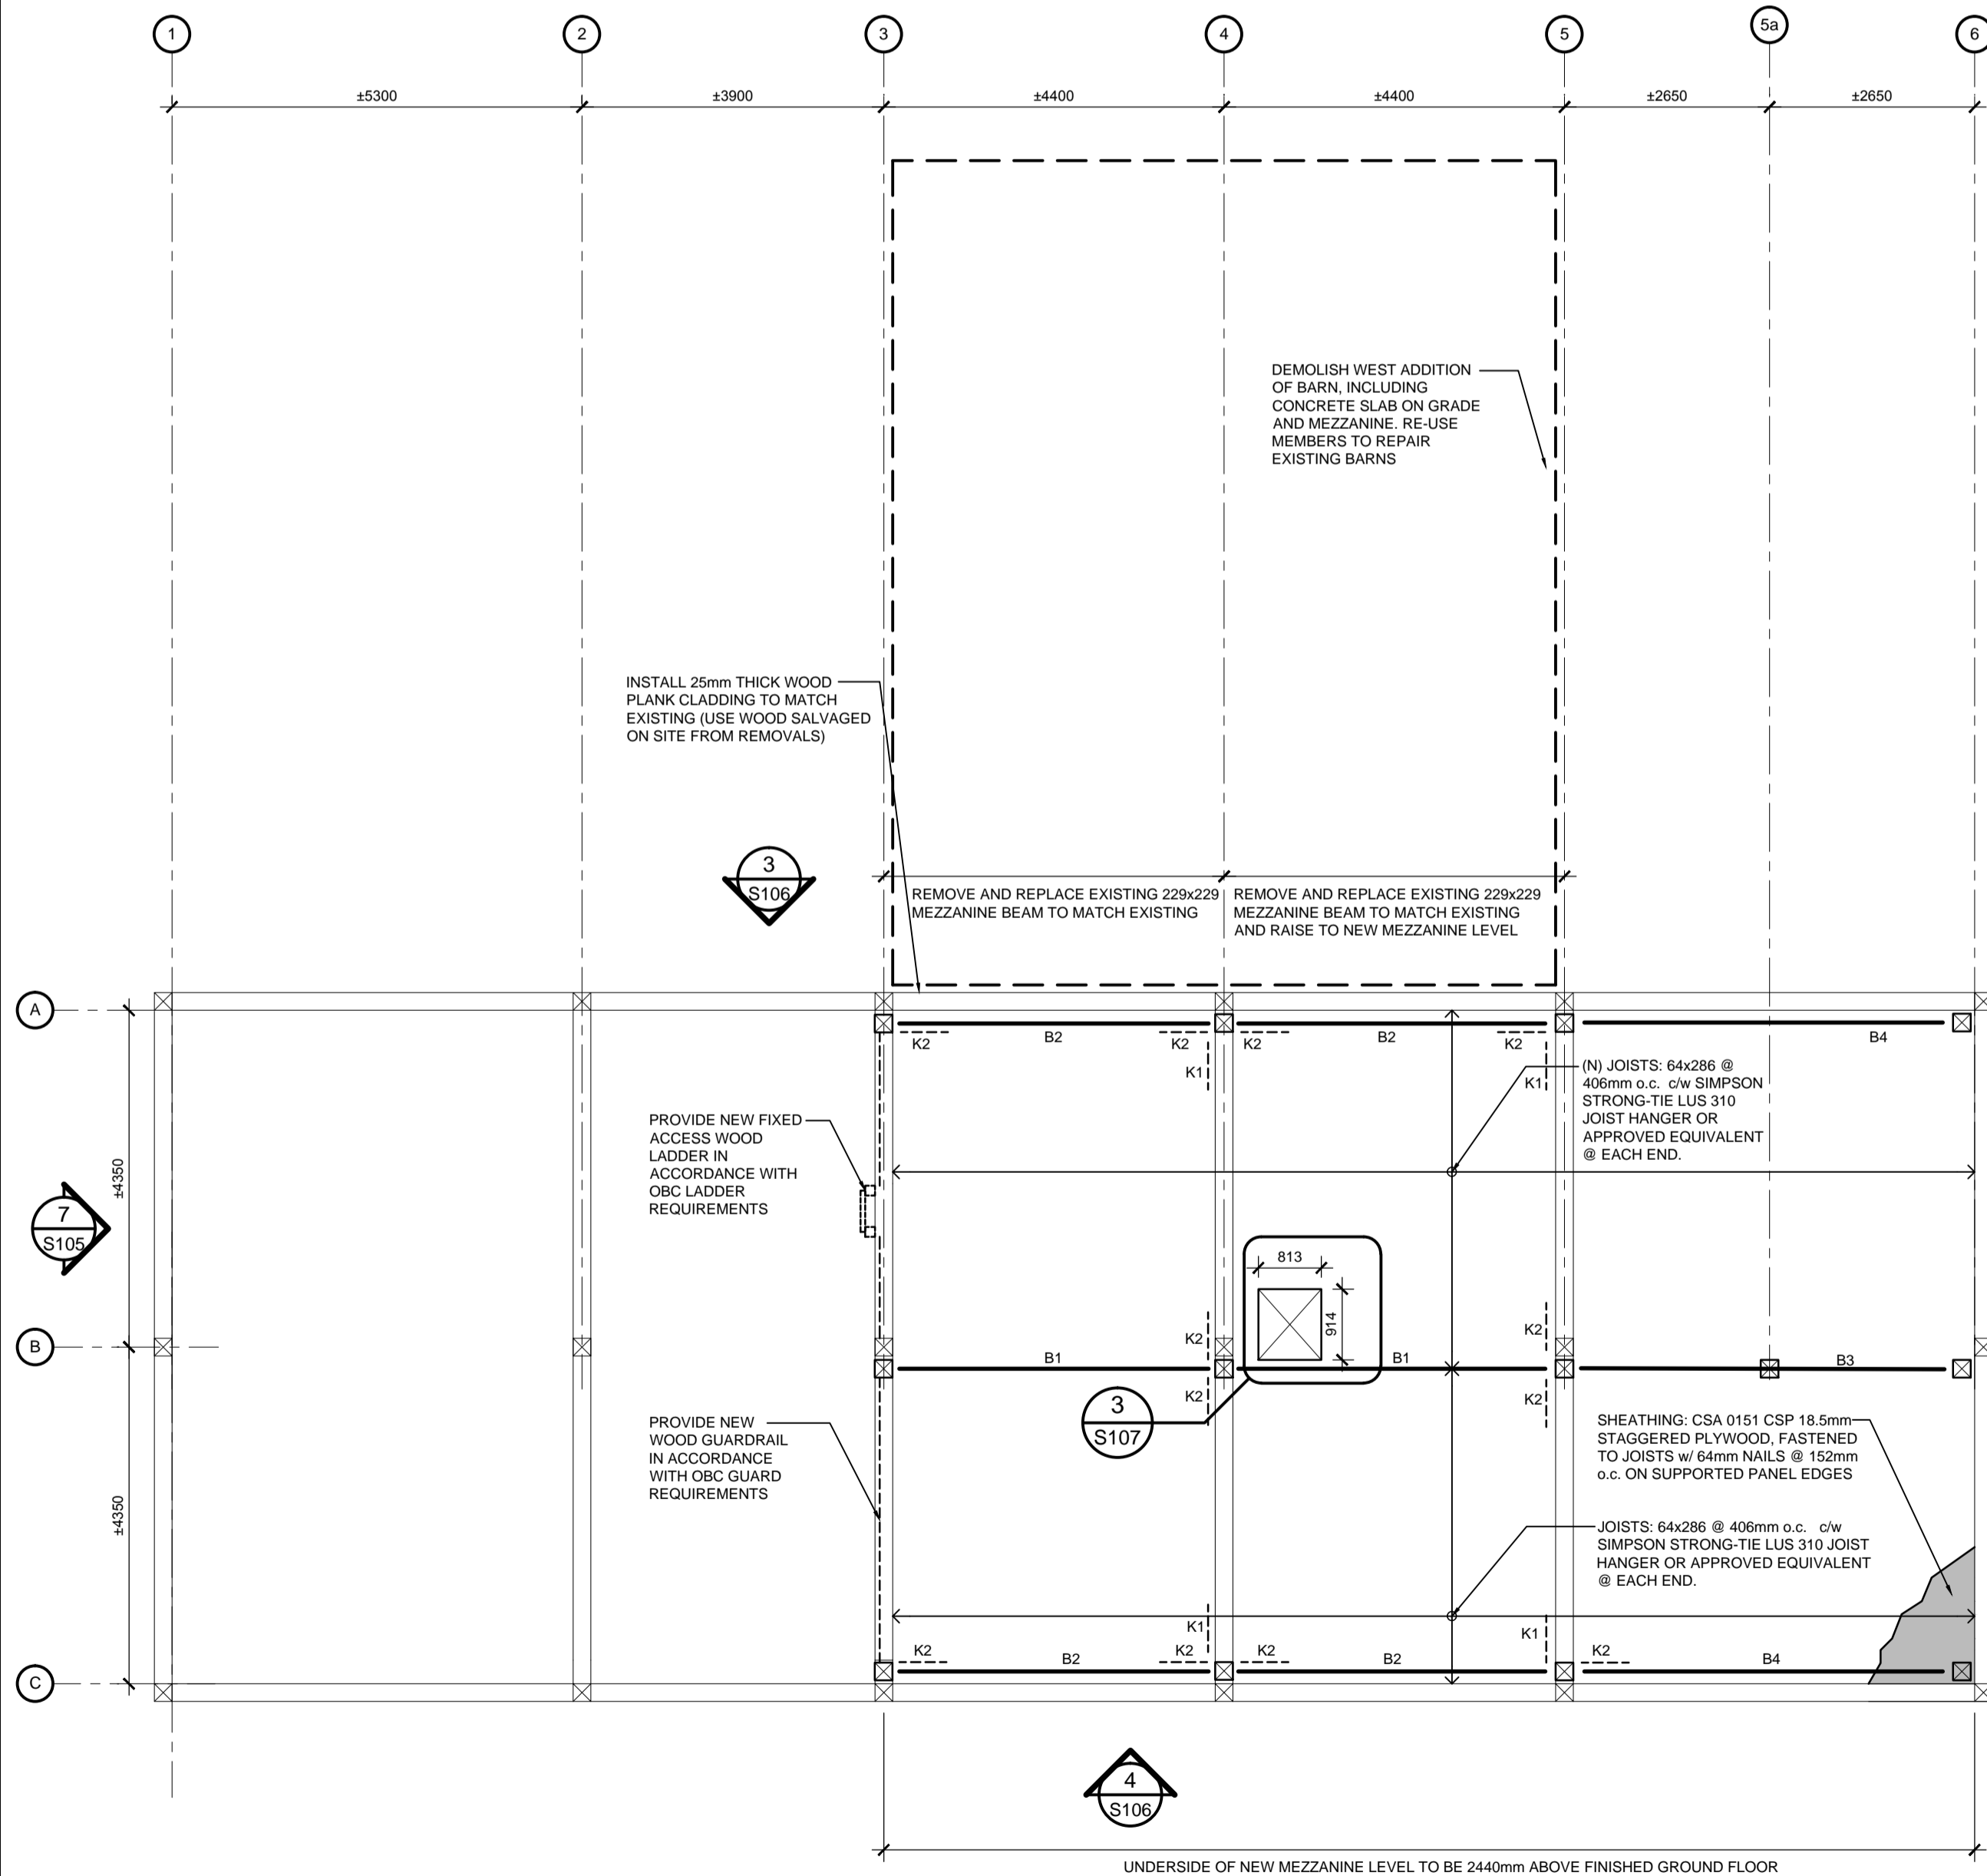 1
2
3
4
5
5a
6
±5300
±3900
±4400
±4400
±2650
±2650
DEMOLISH WEST ADDITION
OF BARN, INCLUDING
CONCRETE SLAB ON GRADE
AND MEZZANINE. RE-USE
MEMBERS TO REPAIR
EXISTING BARNS
INSTALL 25mm THICK WOOD
PLANK CLADDING TO MATCH
EXISTING (USE WOOD SALVAGED
ON SITE FROM REMOVALS)
3
S106
REMOVE AND REPLACE EXISTING 229x229
MEZZANINE BEAM TO MATCH EXISTING
REMOVE AND REPLACE EXISTING 229x229
MEZZANINE BEAM TO MATCH EXISTING
AND RAISE TO NEW MEZZANINE LEVEL
A
K2
B2
K2
K2
B2
K2
B4
K1
K1
(N) JOISTS: 64x286 @
406mm o.c. c/w SIMPSON
STRONG-TIE LUS 310
JOIST HANGER OR
APPROVED EQUIVALENT
@ EACH END.
PROVIDE NEW FIXED
ACCESS WOOD
LADDER IN
ACCORDANCE WITH
OBC LADDER
REQUIREMENTS
±4350
7
S105
813
914
B
K2
K2
B1
B1
B3
K2
K2
3
S107
PROVIDE NEW
WOOD GUARDRAIL
IN ACCORDANCE
WITH OBC GUARD
REQUIREMENTS
SHEATHING: CSA 0151 CSP 18.5mm
STAGGERED PLYWOOD, FASTENED
TO JOISTS w/ 64mm NAILS @ 152mm
o.c. ON SUPPORTED PANEL EDGES
±4350
JOISTS: 64x286 @ 406mm o.c. c/w
SIMPSON STRONG-TIE LUS 310 JOIST
HANGER OR APPROVED EQUIVALENT
@ EACH END.
K1
K1
K2
B2
K2
K2
B2
K2
B4
C
4
S106
UNDERSIDE OF NEW MEZZANINE LEVEL TO BE 2440mm ABOVE FINISHED GROUND FLOOR